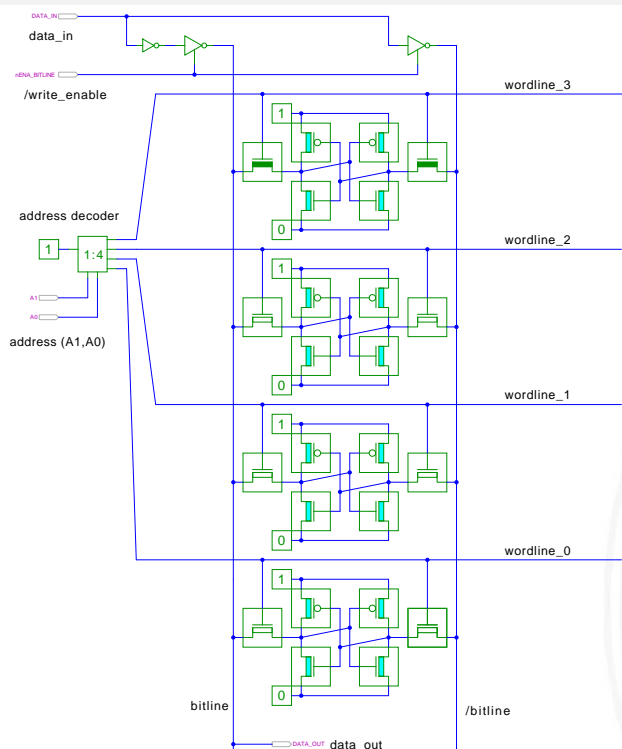 DATA_IN
data_in
nENA_BITLINE
/write_enable
wordline_3
1
0
address decoder
1
1:4
wordline_2
1
A1
A0
address (A1,A0)
0
wordline_1
1
0
wordline_0
1
0
bitline
/bitline
DATA_OUT data_out